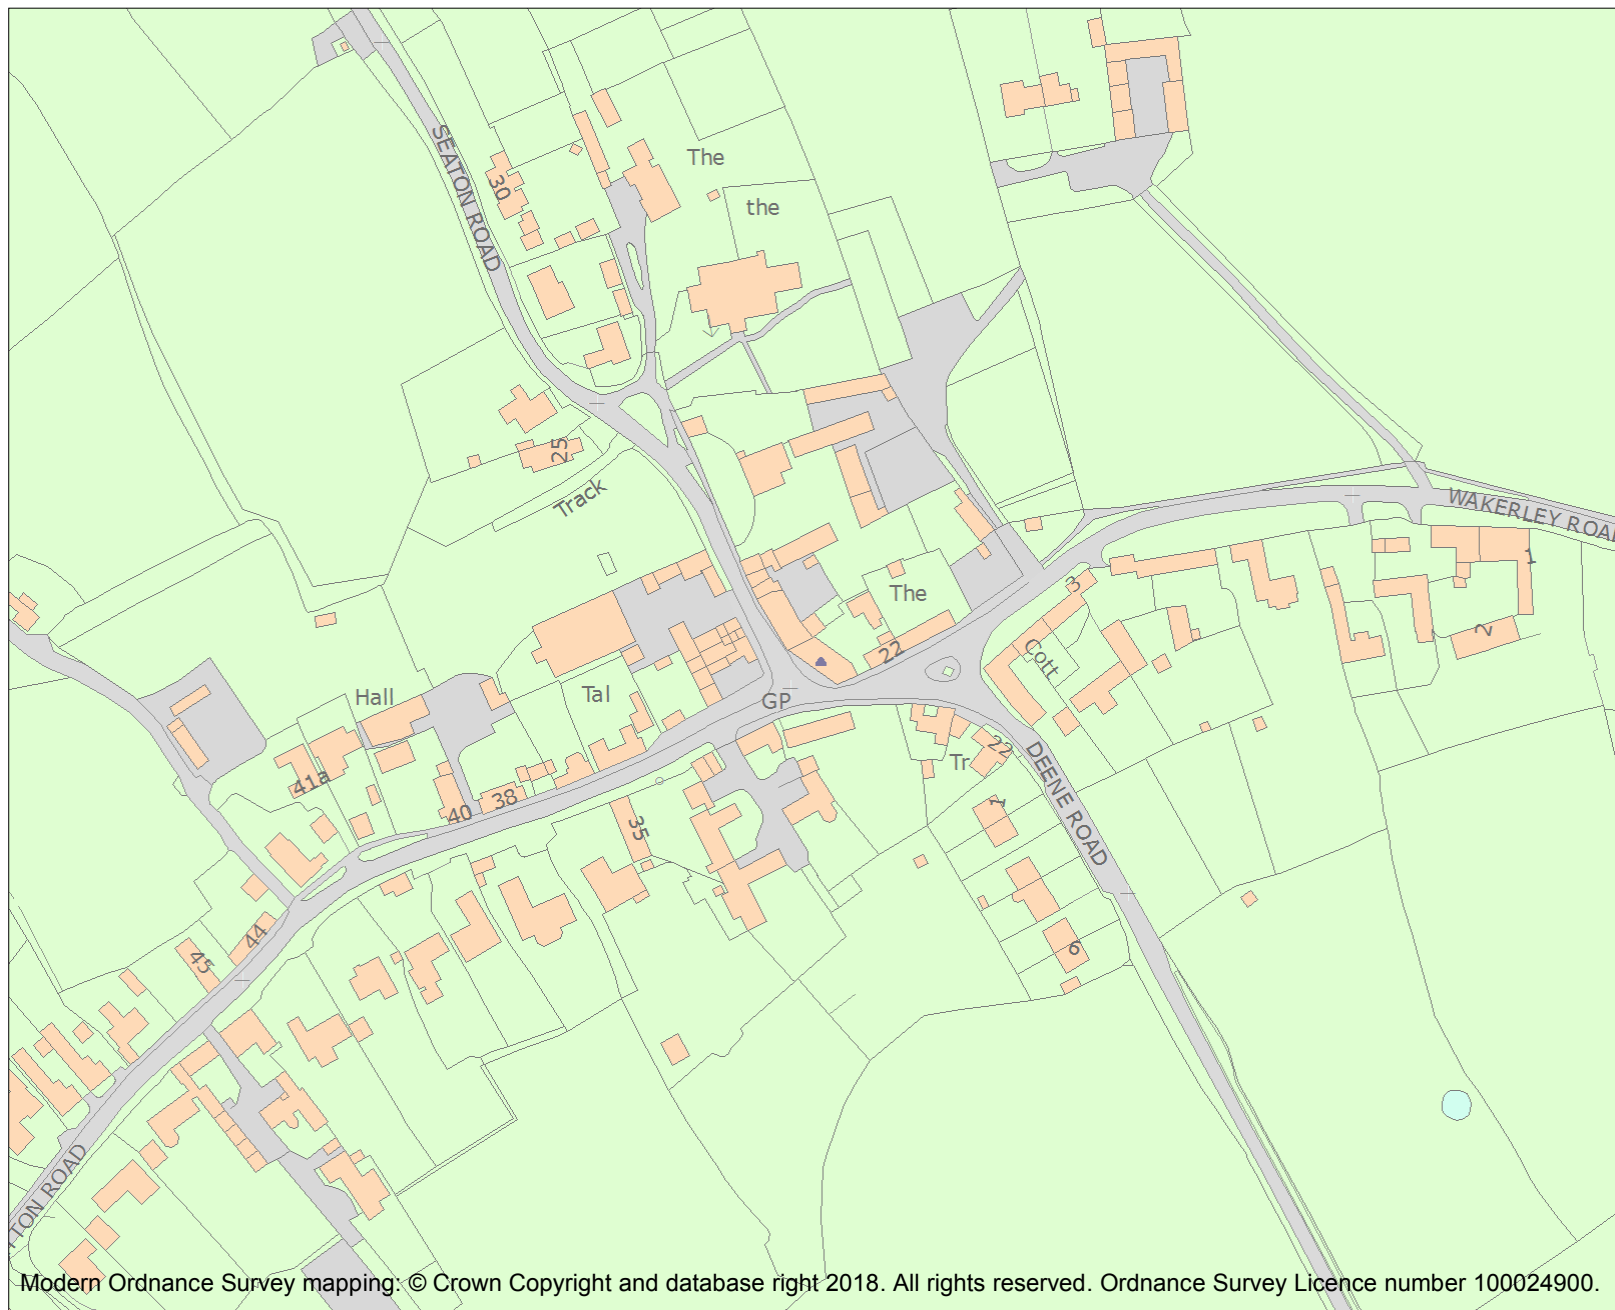 SEATON ROAD
30
The
the
25
Track
WAKERLEY ROAD
1
2
3
The
22
Cott
GP
Tal
Hall
41a
40
38
35
Tr
22
1
DEENE ROAD
6
44
45
TON ROAD
Modern Ordnance Survey mapping: © Crown Copyright and database right 2018. All rights reserved. Ordnance Survey Licence number 100024900.